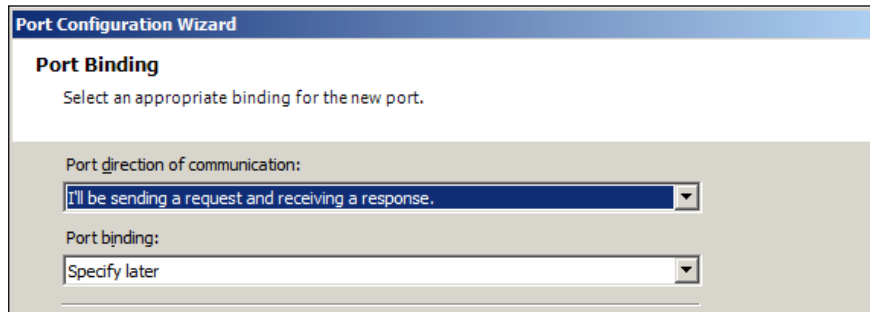 Port Configuration Wizard
Port Binding
Select an appropriate binding for the new port.
Port direction of communication:
I'll be sending a request and receiving a response.
Port binding:
Specify later